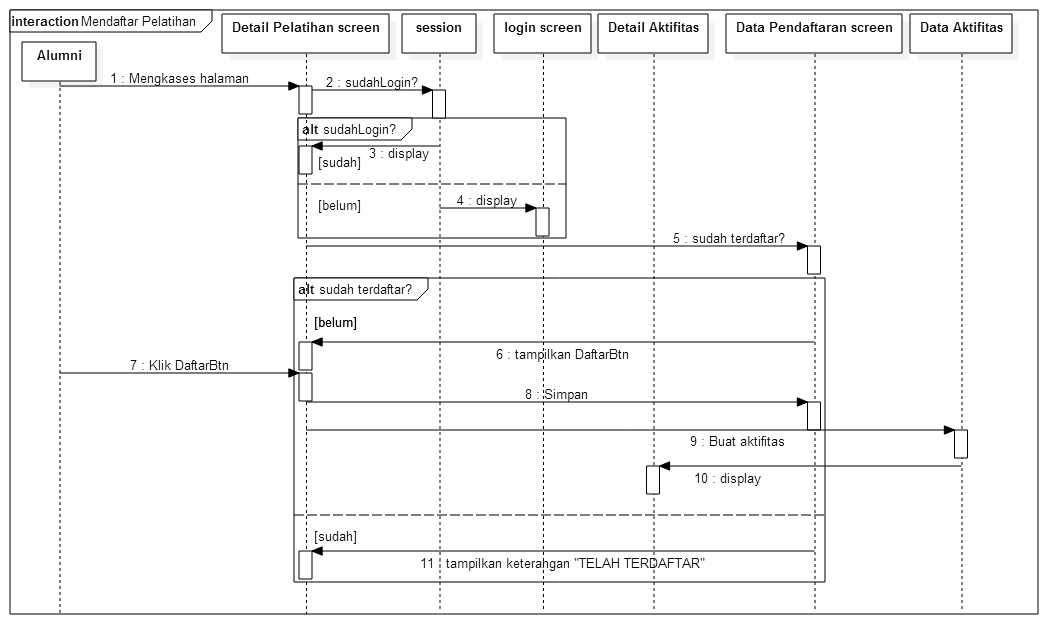 interaction Mendaftar Pelatihan
Alumni
Detail Pelatihan screen
session
login screen
Detail Aktifitas
Data Pendaftaran screen
Data Aktifitas
1 : Mengkases halaman
2 : sudahLogin?
alt sudahLogin?
3 : display
[sudah]
[belum]
4 : display
5 : sudah terdaftar?
alt sudah terdaftar?
[belum]
6 : tampilkan DaftarBtn
7 : Klik DaftarBtn
8 : Simpan
9 : Buat aktifitas
10 : display
[sudah]
11 : tampilkan keterangan "TELAH TERDAFTAR"